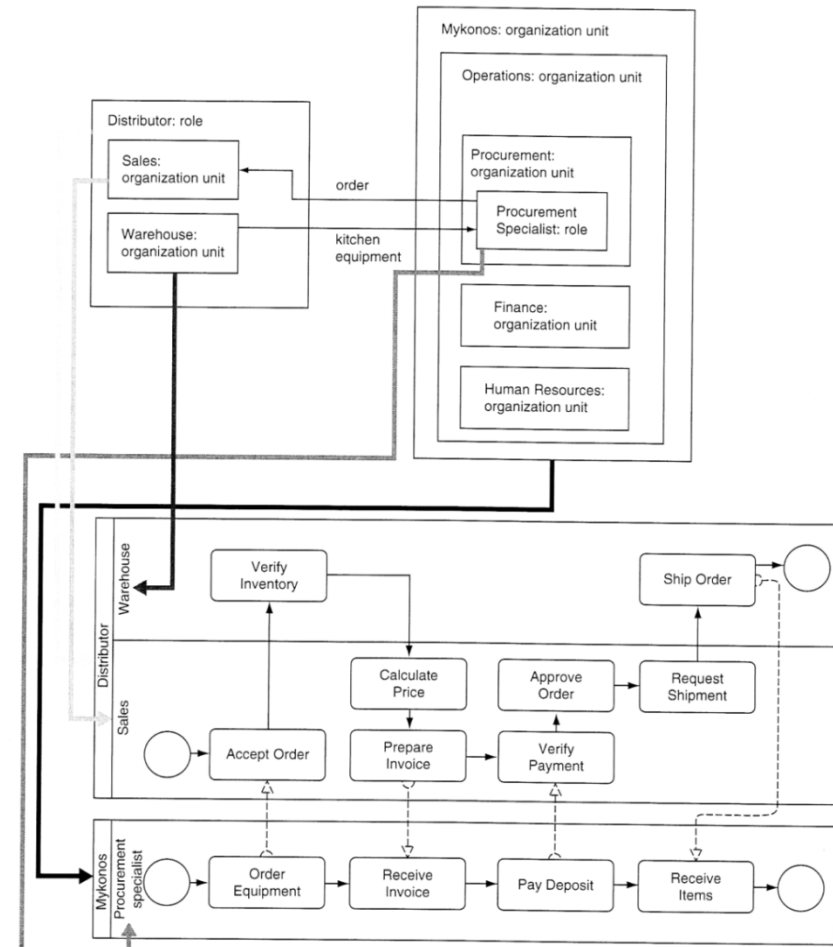 Mykonos: organization unit
Operations: organization unit
Distributor: role
Sales:
organization unit
Procurement:
organization unit
order
Procurement
Specialist: role
Warehouse:
organization unit
kitchen
equipment
Finance:
organization unit
Human Resources:
organization unit
Distributor
Warehouse
Verify
Inventory
Ship Order
Sales
Calculate
Price
Approve
Order
Request
Shipment
Accept Order
Prepare
Invoice
Verify
Payment
Mykonos
Procurement
specialist
Order
Equipment
Receive
Invoice
Pay Deposit
Receive
Items